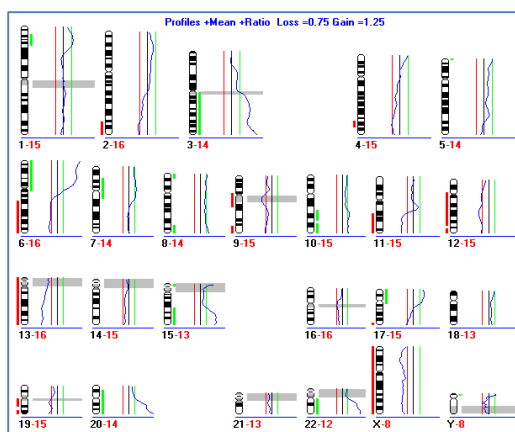 Profiles +Mean +Ratio Loss =0.75 Gain =1.25
1-15 2-16 3-14 4-15 5-14
6-16 7-14 8-14 9-15 10-15 11-15 12-15
13-16 14-15 15-13 16-16 17-15 18-13
19-15 20-14 21-13 22-12 X-8 Y-8